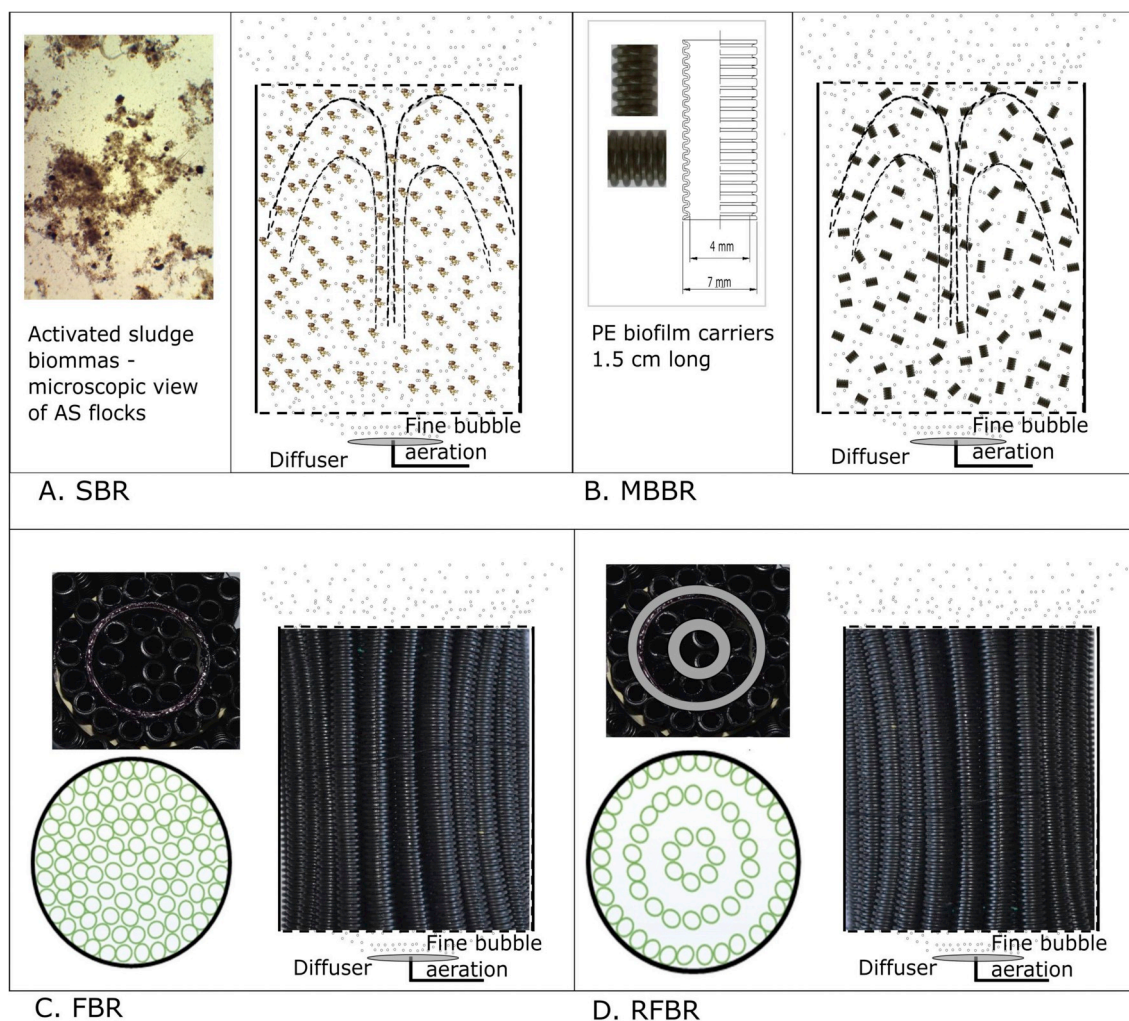 Activated sludge
biommas -
microscopic view
of AS flocks
Diffuser
Fine bubble
aeration
A. SBR
4 mm
7 mm
PE biofilm carriers
1.5 cm long
Diffuser
Fine bubble
aeration
B. MBBR
Diffuser
Fine bubble
aeration
C. FBR
Diffuser
Fine bubble
aeration
D. RFBR